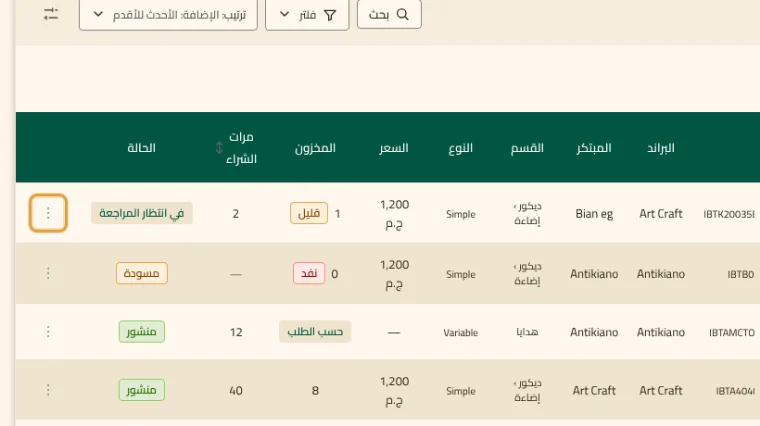 بحث
فلتر
ترتيب: الإضافة: الأحدث للأقدم
البراند المبتكر القسم النوع السعر المخزون مرات الشراء الحالة
IBTK20035I Art Craft Bian eg ديكور › إضاءة Simple 1,200 ج.م 1 قليل 2 في انتظار المراجعة
IBTB0 Antikiano Antikiano ديكور › إضاءة Simple 1,200 ج.م 0 نفد — مسودة
IBTAMCTO Antikiano Antikiano هدايا Variable — حسب الطلب 12 منشور
IBTA404I Art Craft Art Craft ديكور › إضاءة Simple 1,200 ج.م 8 40 منشور